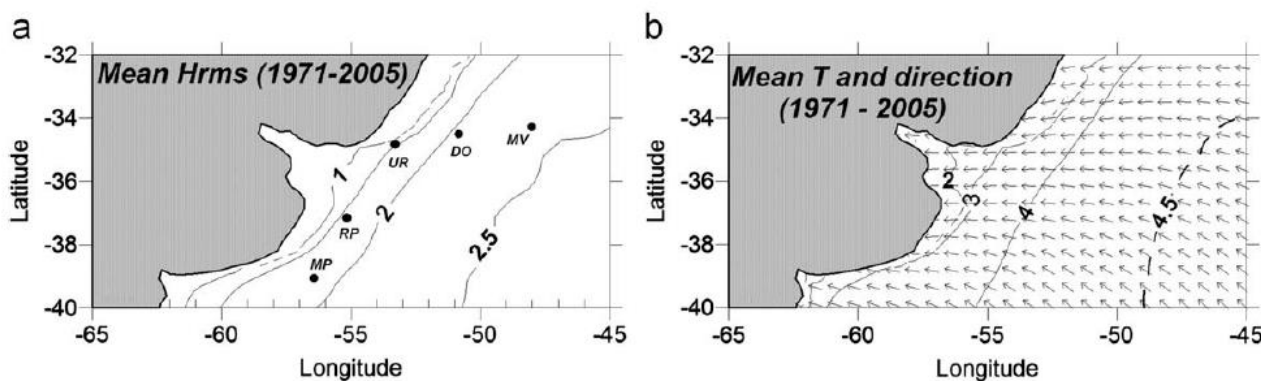 a
Mean Hrms (1971-2005)
-32
-34
-36
-38
-40
Latitude
-65
-60
-55
-50
-45
Longitude
1
2
2.5
UR
DO
MV
RP
MP
b
Mean T and direction
(1971 - 2005)
-32
-34
-36
-38
-40
Latitude
-65
-60
-55
-50
-45
Longitude
2
3
4
4.5